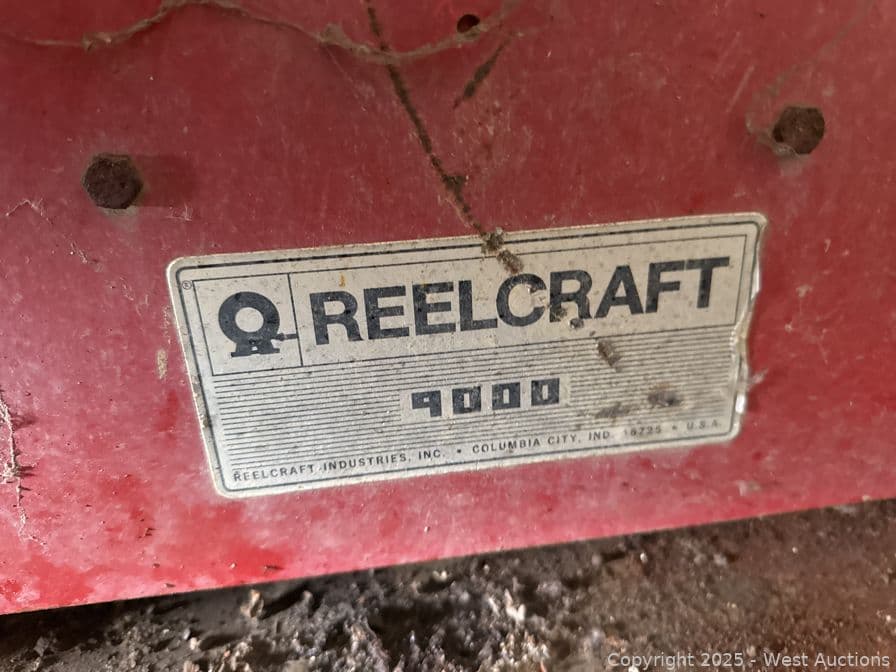 ®
REELCRAFT
9000
REELCRAFT INDUSTRIES, INC. • COLUMBIA CITY, IND. 46725 • U.S.A.
Copyright 2025 - West Auctions